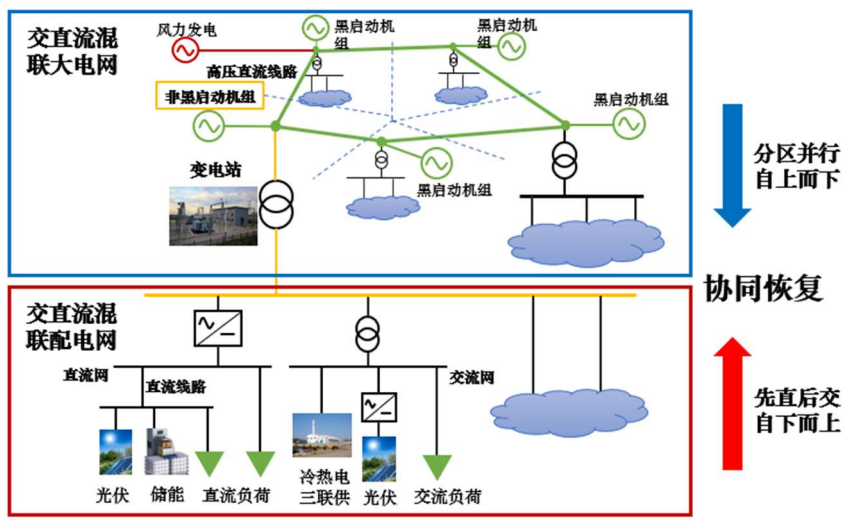 交直流混
联大电网
风力发电
黑启动机
组
黑启动机
组
高压直流线路
非黑启动机组
黑启动机组
变电站
黑启动机组
分区并行
自上而下
协同恢复
交直流混
联配电网
直流网
直流线路
交流网
先直后交
自下而上
光伏
储能
直流负荷
冷热电
三联供
光伏
交流负荷